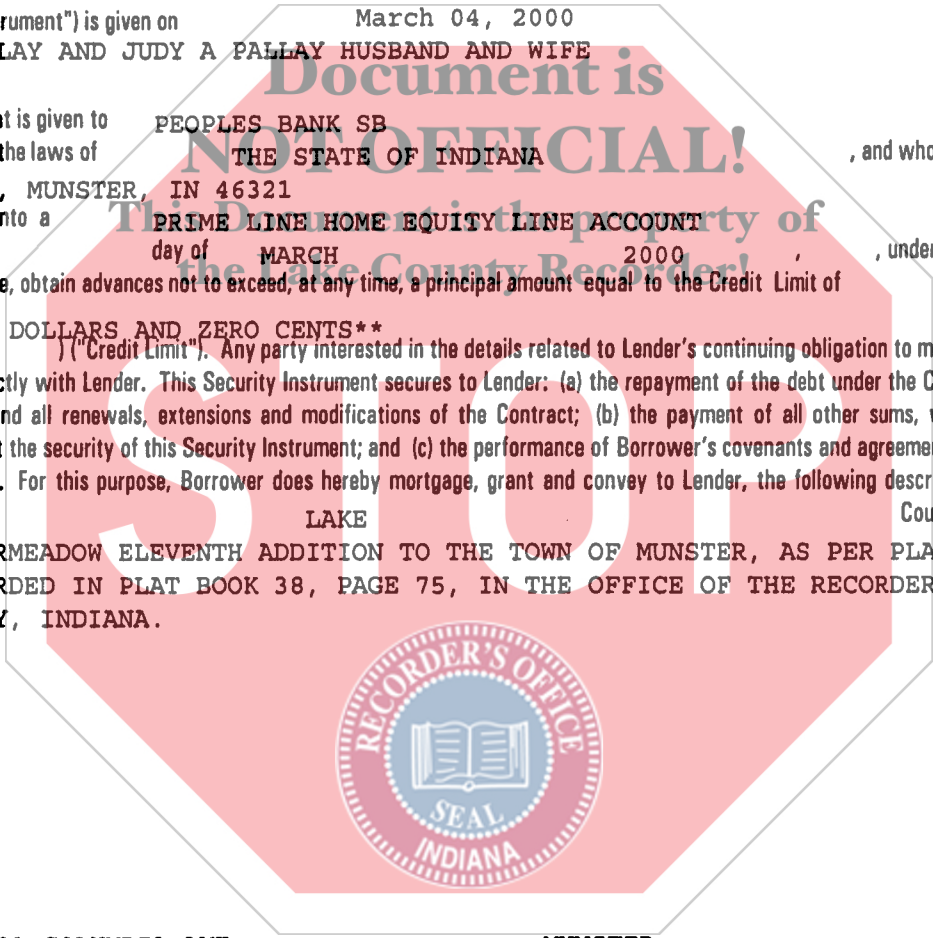 rument") is given on March 04, 2000
LAY AND JUDY A PALLAY HUSBAND AND WIFE
Document is
t is given to PEOPLES BANK SB
NOT OFFICIAL!
the laws of THE STATE OF INDIANA , and who
, MUNSTER, IN 46321
This Document is the property of
nto a PRIME LINE HOME EQUITY LINE ACCOUNT
day of MARCH 2000 , , under
the Lake County Recorder!
e, obtain advances not to exceed, at any time, a principal amount equal to the Credit Limit of
DOLLARS AND ZERO CENTS**
) ("Credit Limit"). Any party interested in the details related to Lender's continuing obligation to m
ctly with Lender. This Security Instrument secures to Lender: (a) the repayment of the debt under the C
nd all renewals, extensions and modifications of the Contract; (b) the payment of all other sums, w
t the security of this Security Instrument; and (c) the performance of Borrower's covenants and agreeme
. For this purpose, Borrower does hereby mortgage, grant and convey to Lender, the following descr
STOP
LAKE Cou
RMEADOW ELEVENTH ADDITION TO THE TOWN OF MUNSTER, AS PER PLA
RDED IN PLAT BOOK 38, PAGE 75, IN THE OFFICE OF THE RECORDER
Y, INDIANA.
RECORDER'S OFFICE
SEAL
INDIANA